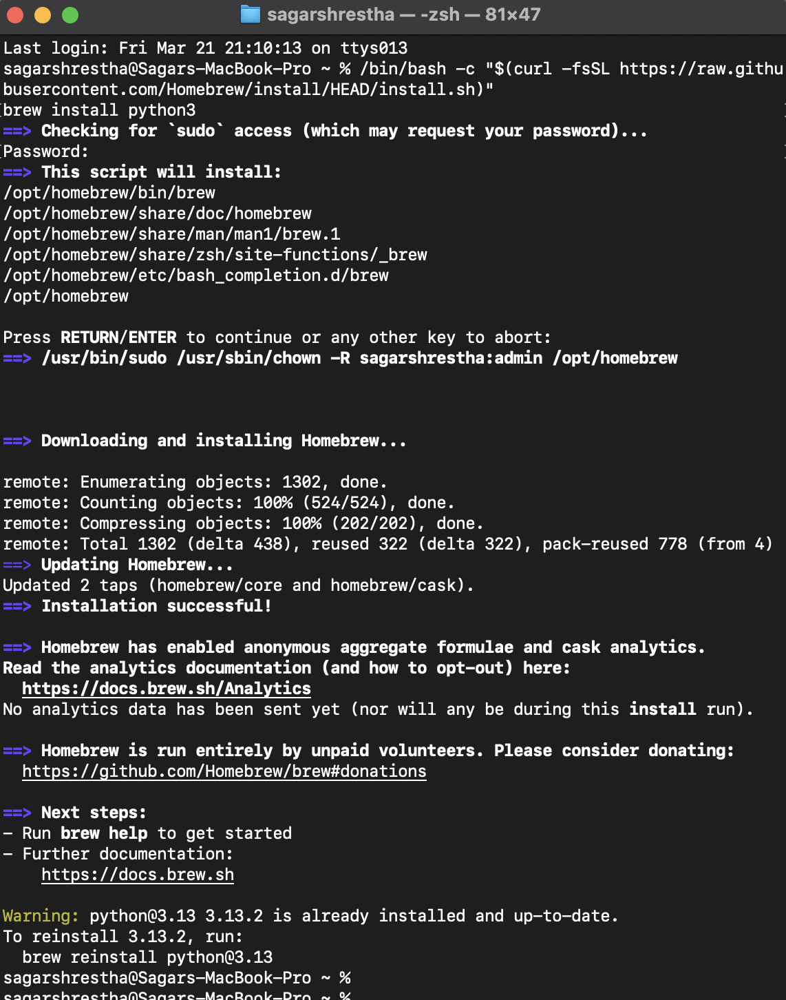 sagarshrestha — -zsh — 81×47
Last login: Fri Mar 21 21:10:13 on ttys013
sagarshrestha@Sagars-MacBook-Pro ~ % /bin/bash -c "$(curl -fsSL https://raw.githu
busercontent.com/Homebrew/install/HEAD/install.sh)"
brew install python3
==> Checking for `sudo` access (which may request your password)...
Password:
==> This script will install:
/opt/homebrew/bin/brew
/opt/homebrew/share/doc/homebrew
/opt/homebrew/share/man/man1/brew.1
/opt/homebrew/share/zsh/site-functions/_brew
/opt/homebrew/etc/bash_completion.d/brew
/opt/homebrew
Press RETURN/ENTER to continue or any other key to abort:
==> /usr/bin/sudo /usr/sbin/chown -R sagarshrestha:admin /opt/homebrew
==> Downloading and installing Homebrew...
remote: Enumerating objects: 1302, done.
remote: Counting objects: 100% (524/524), done.
remote: Compressing objects: 100% (202/202), done.
remote: Total 1302 (delta 438), reused 322 (delta 322), pack-reused 778 (from 4)
==> Updating Homebrew...
Updated 2 taps (homebrew/core and homebrew/cask).
==> Installation successful!
==> Homebrew has enabled anonymous aggregate formulae and cask analytics.
Read the analytics documentation (and how to opt-out) here:
https://docs.brew.sh/Analytics
No analytics data has been sent yet (nor will any be during this install run).
==> Homebrew is run entirely by unpaid volunteers. Please consider donating:
https://github.com/Homebrew/brew#donations
==> Next steps:
- Run brew help to get started
- Further documentation:
https://docs.brew.sh
Warning: python@3.13 3.13.2 is already installed and up-to-date.
To reinstall 3.13.2, run:
brew reinstall python@3.13
sagarshrestha@Sagars-MacBook-Pro ~ %
sagarshrestha@Sagars-MacBook-Pro ~ %